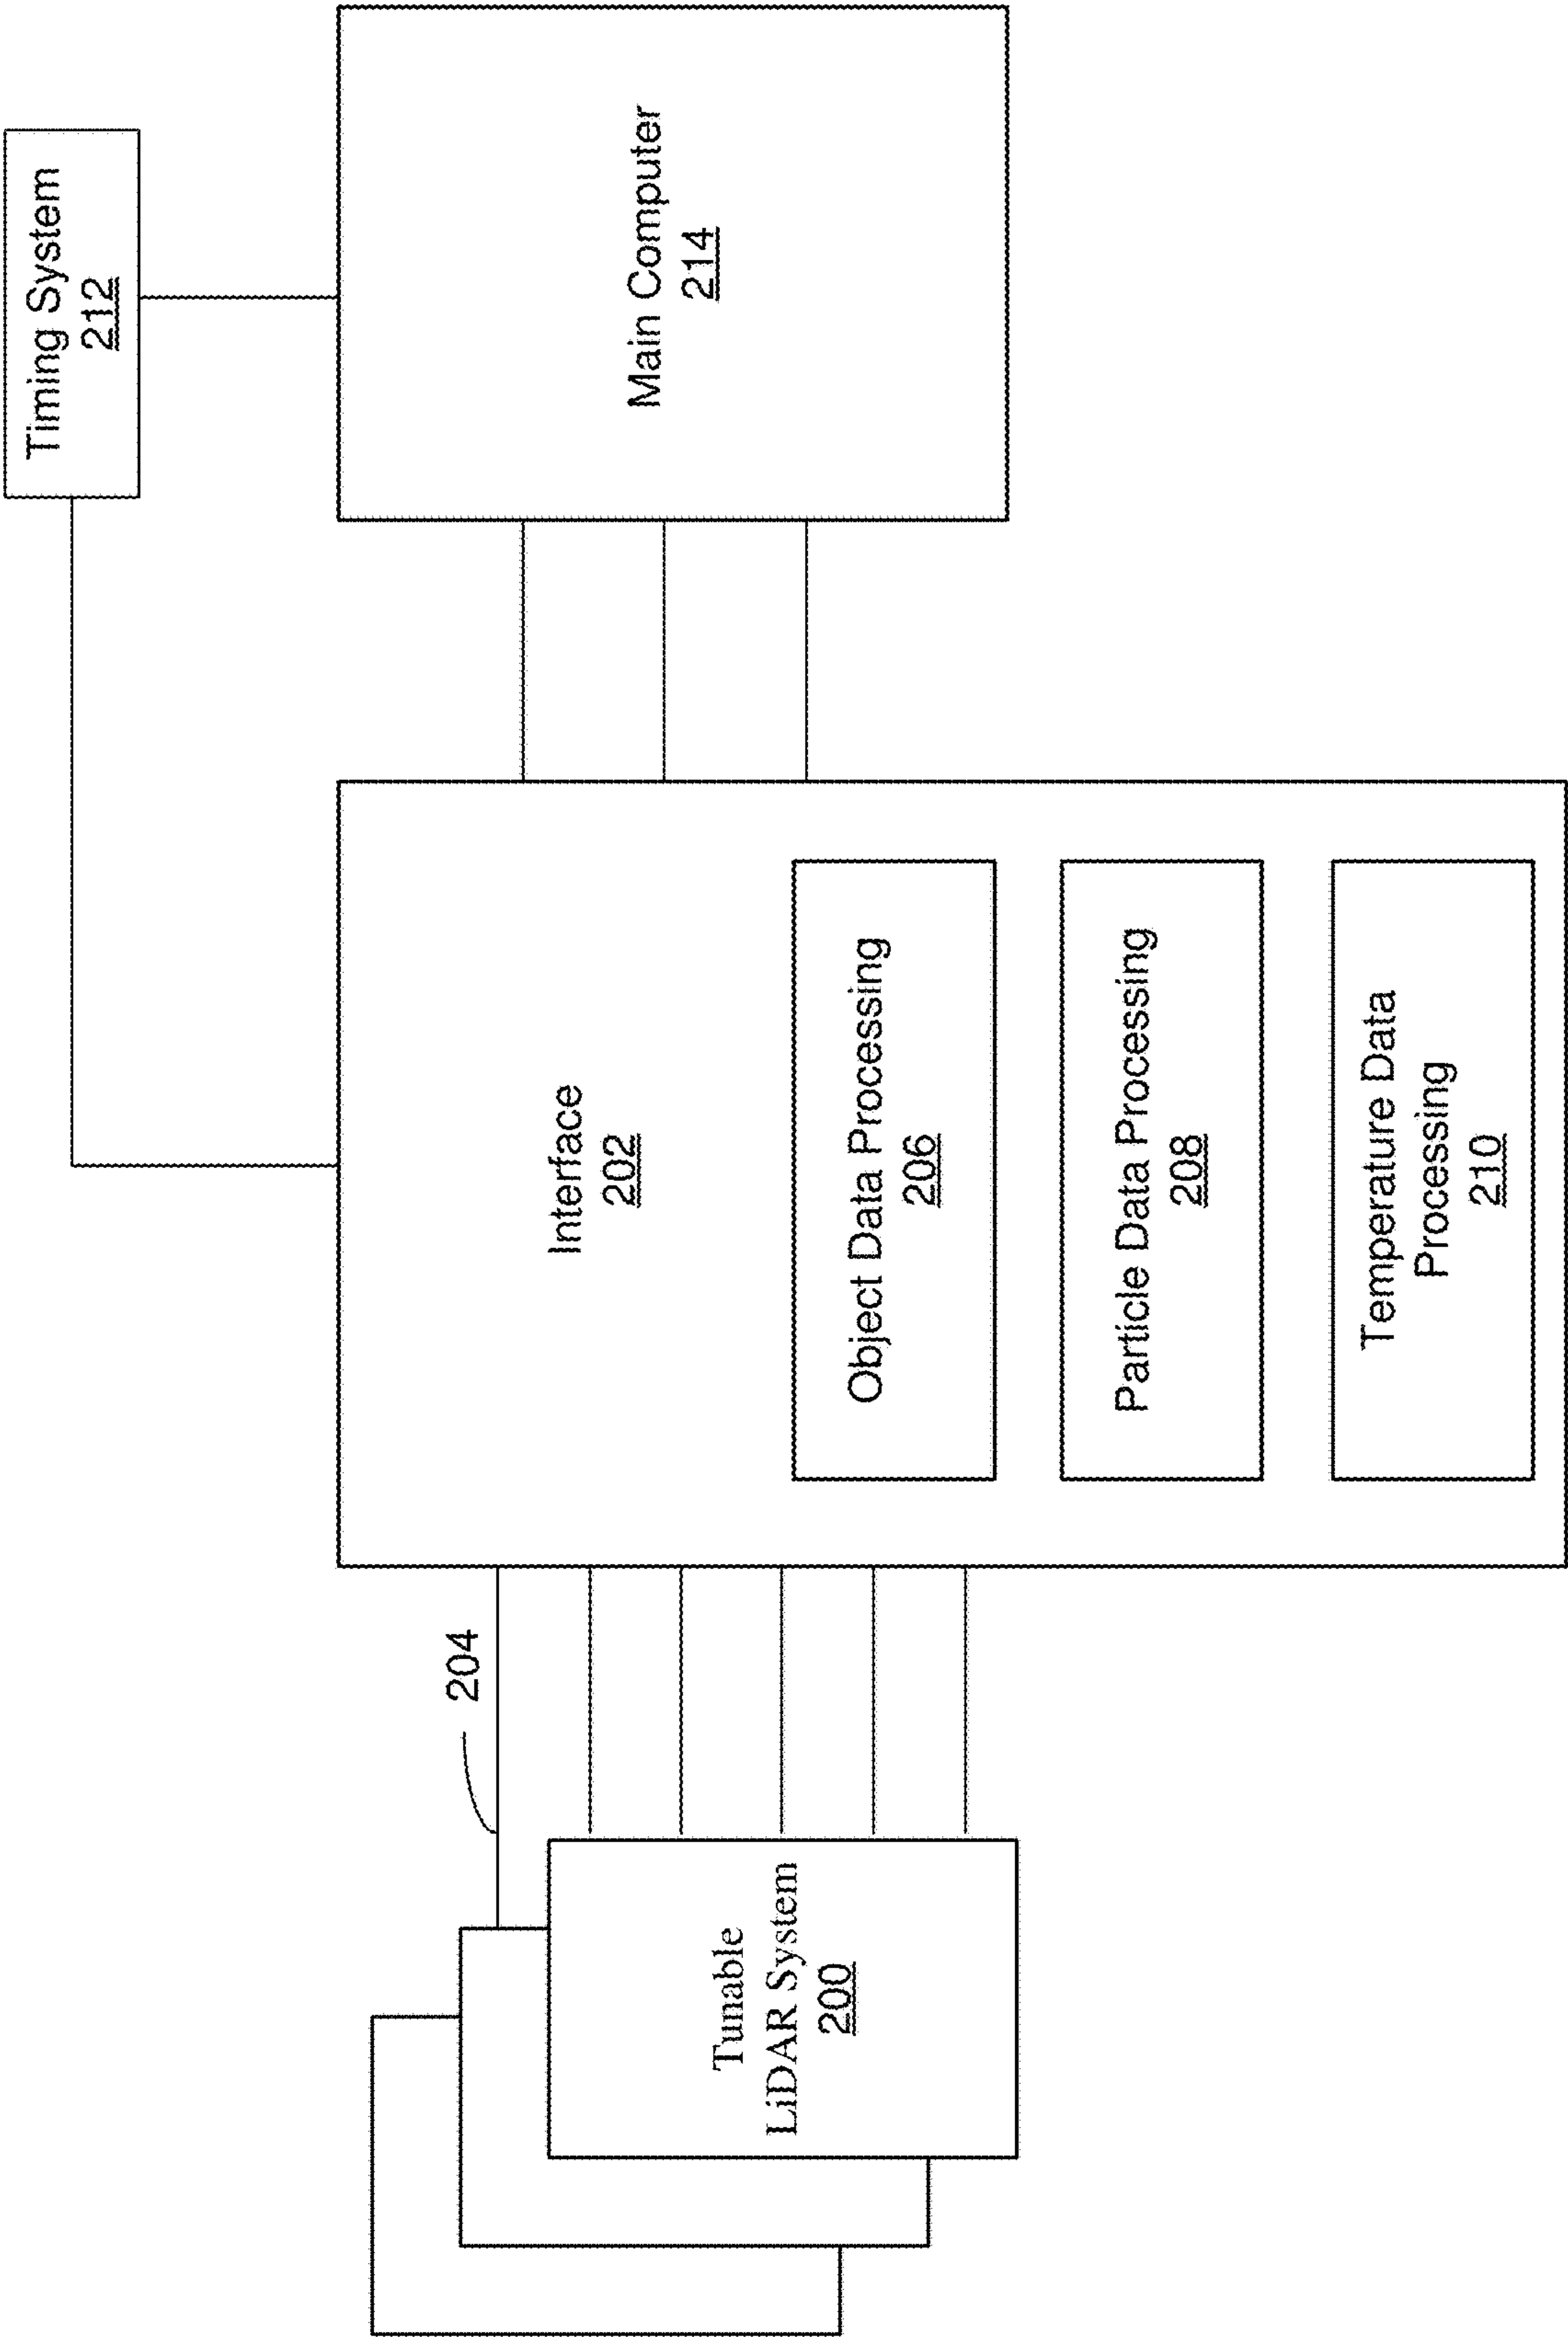 Timing System
212
Main Computer
214
Interface
202
Object Data Processing
206
Particle Data Processing
208
Temperature Data
Processing
210
204
Tunable
LiDAR System
200